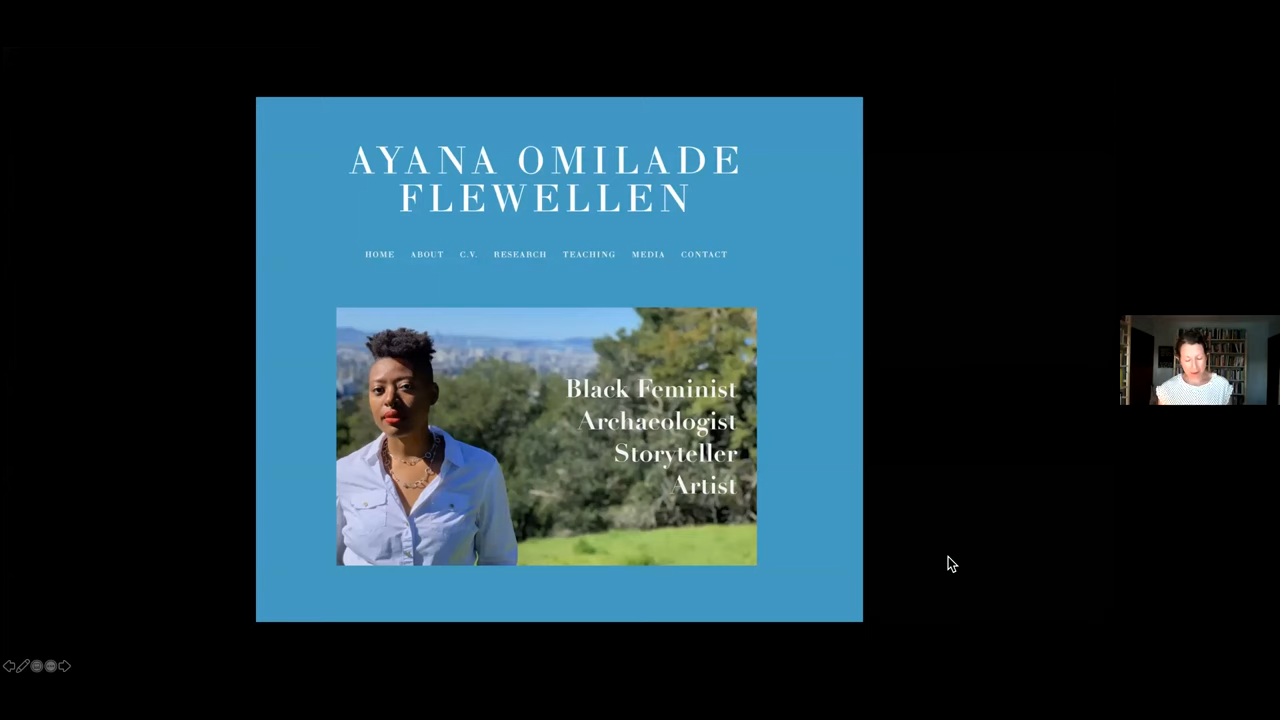 AYANA OMILADE
FLEWELLEN
HOME ABOUT C.V. RESEARCH TEACHING MEDIA CONTACT
Black Feminist
Archaeologist
Storyteller
Artist